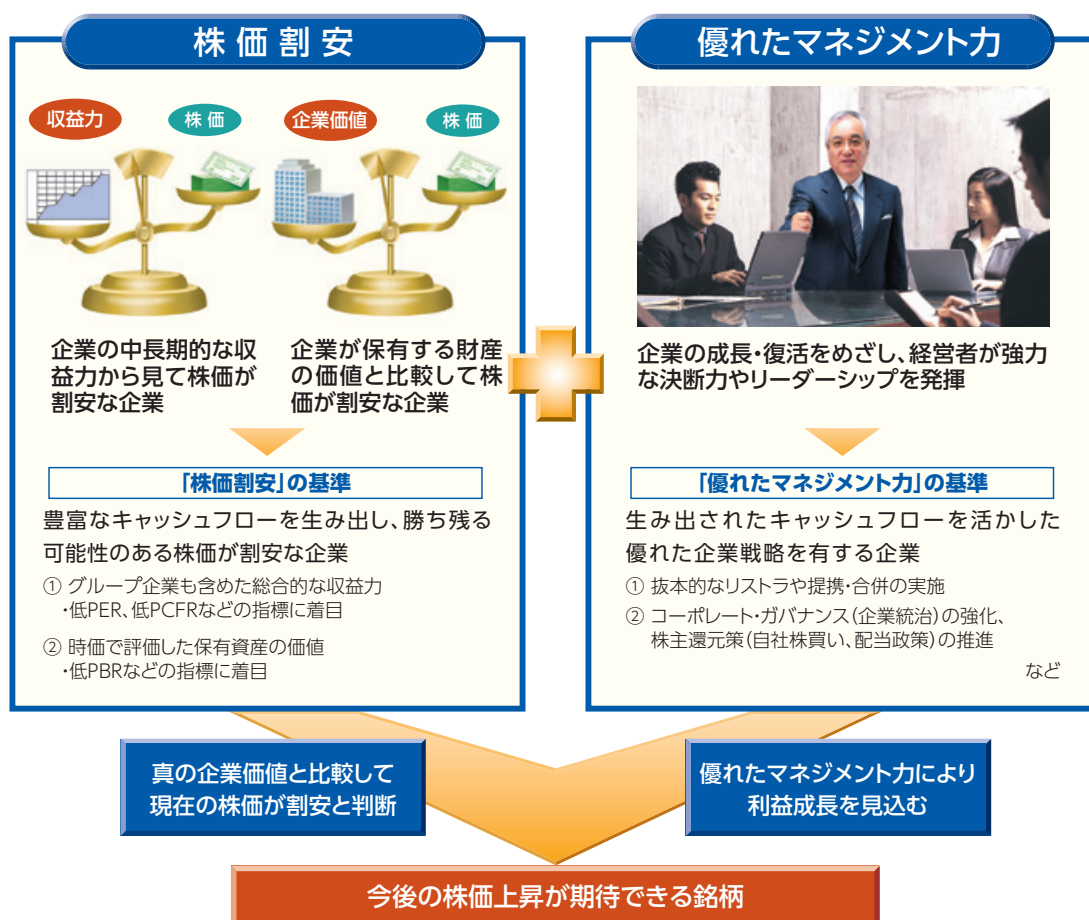 株価割安
収益力
株価
企業価値
株価
企業の中長期的な収
益力から見て株価が
割安な企業
企業が保有する財産
の価値と比較して株
価が割安な企業
「株価割安」の基準
豊富なキャッシュフローを生み出し、勝ち残る
可能性のある株価が割安な企業
① グループ企業も含めた総合的な収益力
・低PER、低PCFRなどの指標に着目
② 時価で評価した保有資産の価値
・低PBRなどの指標に着目
優れたマネジメント力
企業の成長・復活をめざし、経営者が強力
な決断力やリーダーシップを発揮
「優れたマネジメント力」の基準
生み出されたキャッシュフローを活かした
優れた企業戦略を有する企業
① 抜本的なリストラや提携・合併の実施
② コーポレート・ガバナンス(企業統治)の強化、
株主還元策(自社株買い、配当政策)の推進
など
真の企業価値と比較して
現在の株価が割安と判断
優れたマネジメント力により
利益成長を見込む
今後の株価上昇が期待できる銘柄